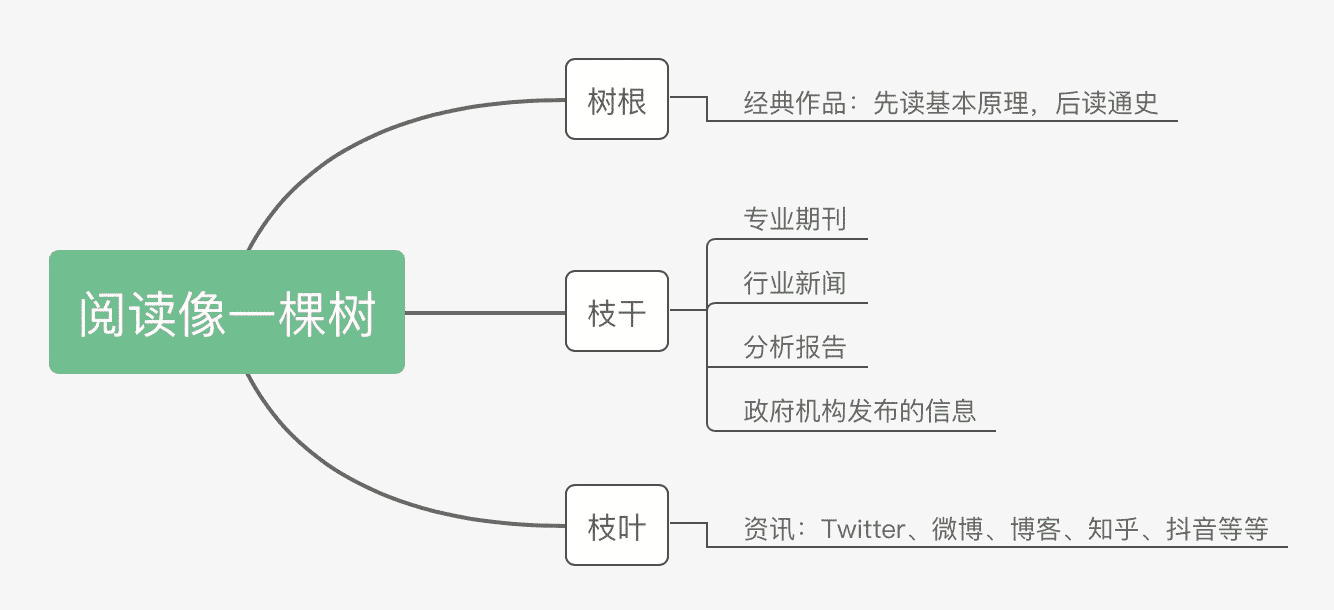 阅读像一棵树
树根
经典作品：先读基本原理，后读通史
枝干
专业期刊
行业新闻
分析报告
政府机构发布的信息
枝叶
资讯：Twitter、微博、博客、知乎、抖音等等